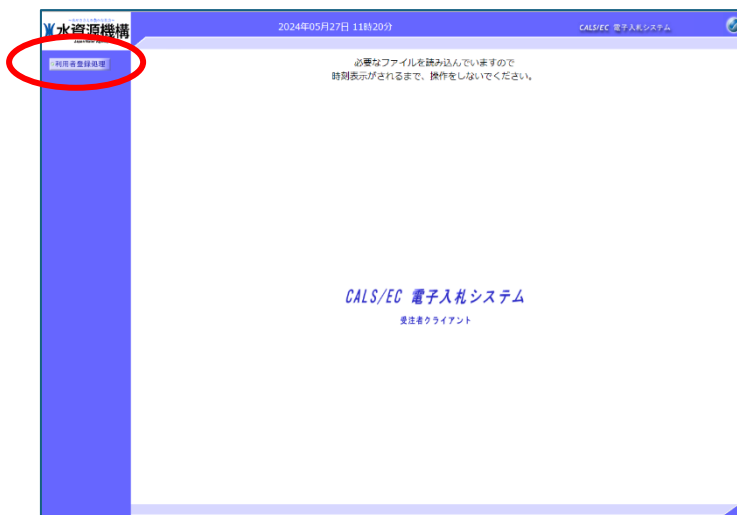 水資源機構
2024年05月27日 11時20分
CALS/EC 電子入札システム
利用者登録処理
必要なファイルを読み込んでいますので
時刻表示がされるまで、操作をしないでください。
CALS/EC 電子入札システム
受注者クライアント